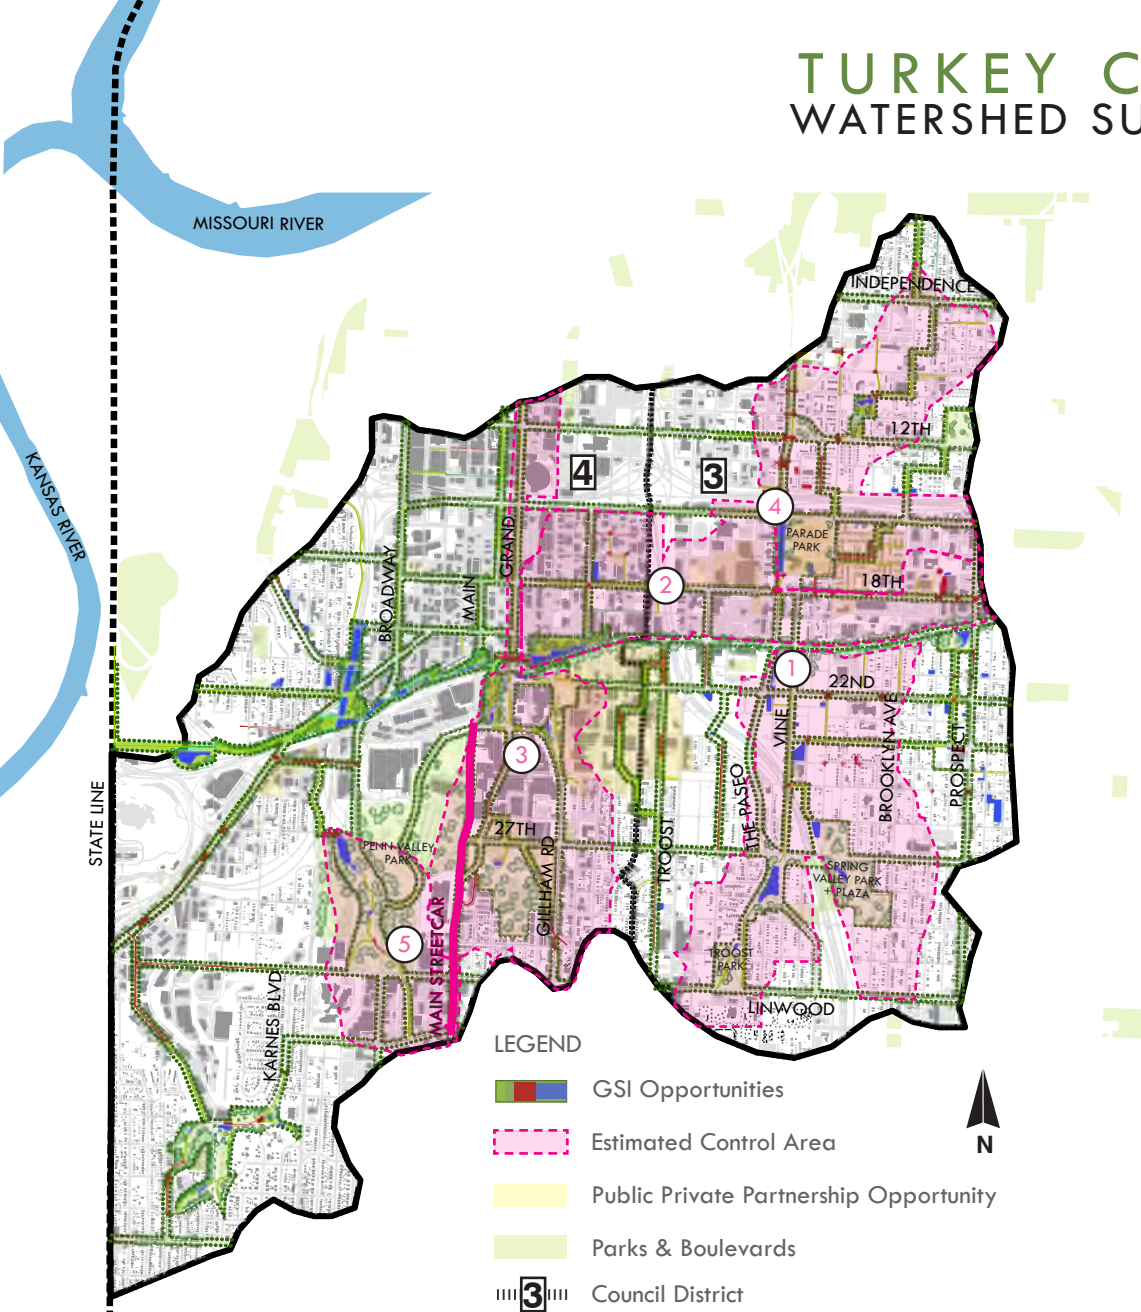 TURKEY C
WATERSHED SU
MISSOURI RIVER
KANSAS RIVER
STATE LINE
INDEPENDENCE
12TH
4
3
4
PARADE
PARK
18TH
2
GRAND
MAIN
BROADWAY
1
22ND
VINE
BROOKLYN AVE
PROSPECT
THE PASEO
TROOST
3
27TH
GILLHAM RD
PENN VALLEY
PARK
SPRING
VALLEY PARK
+ PLAZA
TROOST
PARK
LINWOOD
5
MAIN STREETCAR
KARNES BLVD
LEGEND
GSI Opportunities
Estimated Control Area
Public Private Partnership Opportunity
Parks & Boulevards
3
Council District
N